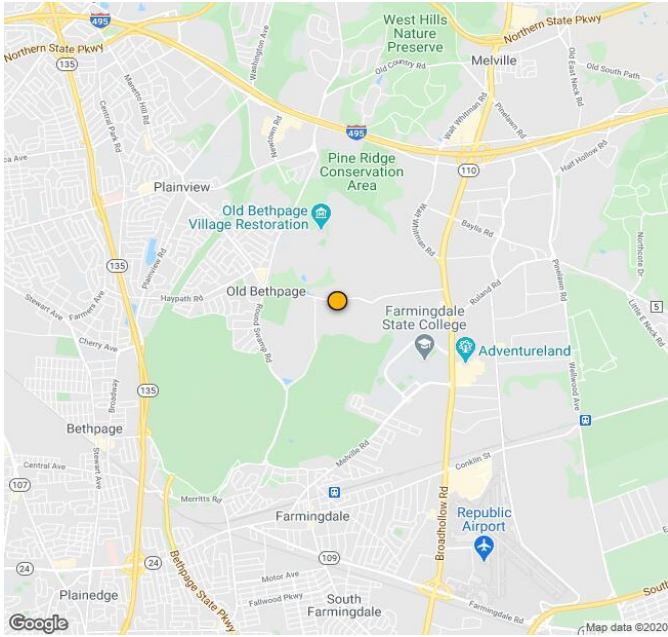 495
Northern State Pkwy
West Hills
Nature
Preserve
Northern State Pkwy
Melville
135
Manetto Hill Rd
Washington Ave
Old Country Rd
Old East Neck Rd
Old South Path
Central Park Rd
Newtown Rd
495
Walt Whitman Rd
Pinelawn Rd
Half Hollow Rd
110
Pine Ridge
Conservation
Area
Plainview
Old Bethpage
Village Restoration
Walt Whitman Rd
Baylis Rd
Northcote Dr
Plainview Rd
135
Old Bethpage
Haypath Rd
Stewart Ave
Farmers Ave
Round Swamp Rd
Ruland Rd
Pinelawn Rd
Little E Neck Rd
5
Farmingdale
State College
Adventureland
Cherry Ave
Broadway
135
Wellwood Ave
Bethpage
Stewart Ave
Central Ave
107
Melville Rd
Conklin St
Merritts Rd
Farmingdale
Broadhollow Rd
Republic
Airport
109
24
24
Bethpage State Pkwy
Motor Ave
Fallwood Pkwy
Plainedge
South
Farmingdale
Farmingdale Rd
Google
Map data ©2020